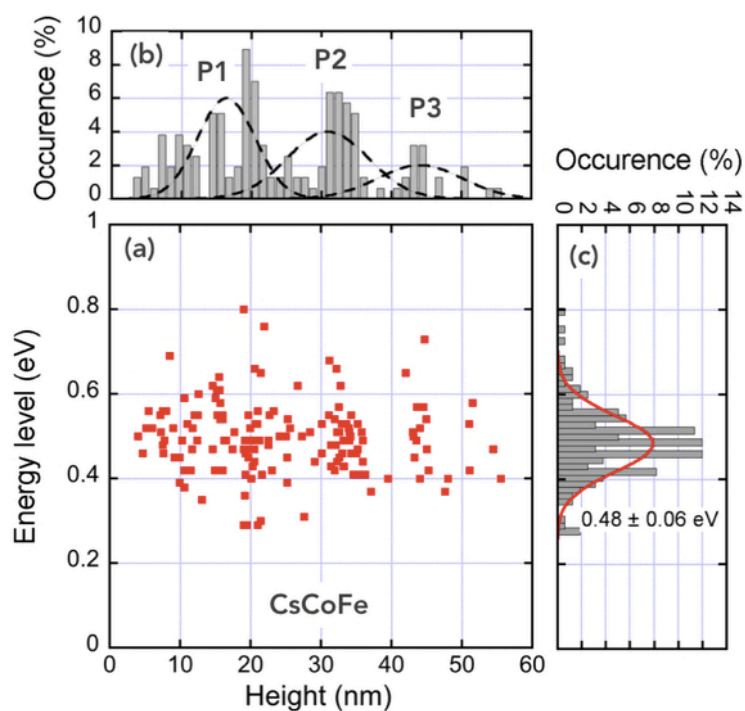 Occurence (%)
10
8
6
4
2
0
(b)
P1
P2
P3
Occurence (%)
0 2 4 6 8 10 12 14
Energy level (eV)
1
0.8
0.6
0.4
0.2
0
(a)
(c)
0.48 ± 0.06 eV
CsCoFe
0 10 20 30 40 50 60
Height (nm)